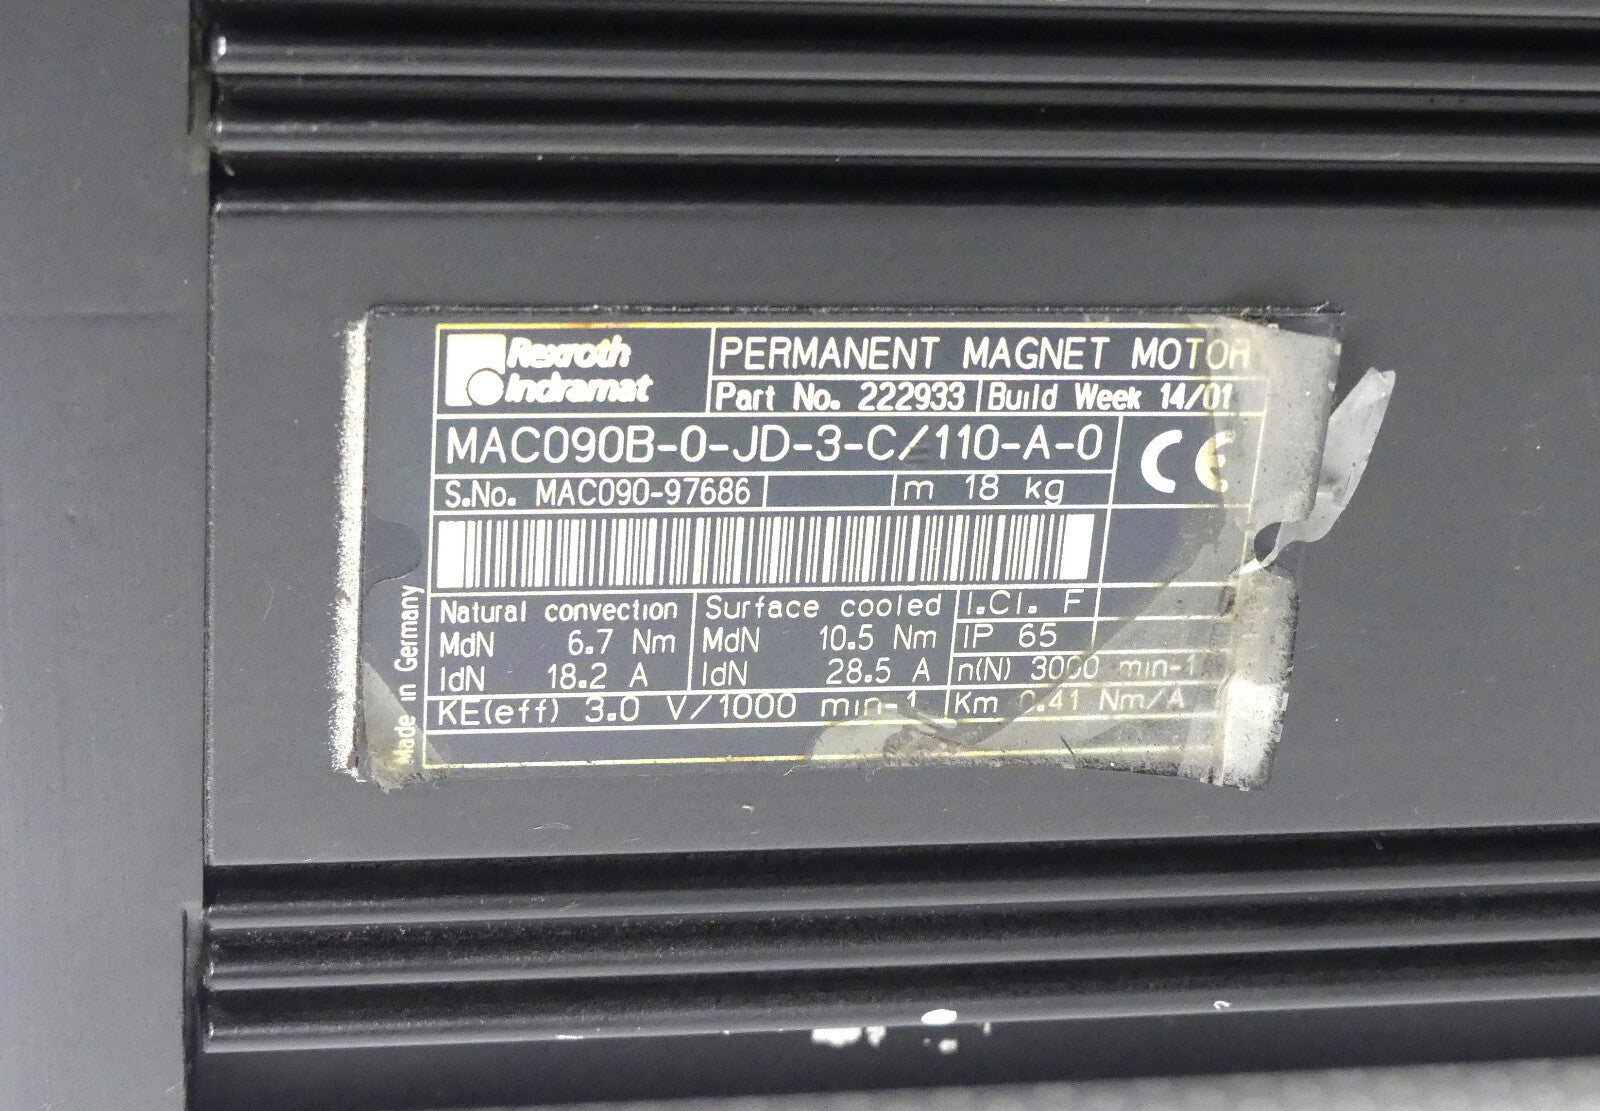 Rexroth
Indramat
PERMANENT MAGNET MOTOR
Part No. 222933 Build Week 14/01
MAC090B-0-JD-3-C/110-A-0
CE
S.No. MAC090-97686 m 18 kg
Natural convection Surface cooled I.Cl. F
MdN 6.7 Nm MdN 10.5 Nm IP 65
IdN 18.2 A IdN 28.5 A n(N) 3000 min-1
KE(eff) 3.0 V/1000 min-1 Km 0.41 Nm/A
Made in Germany